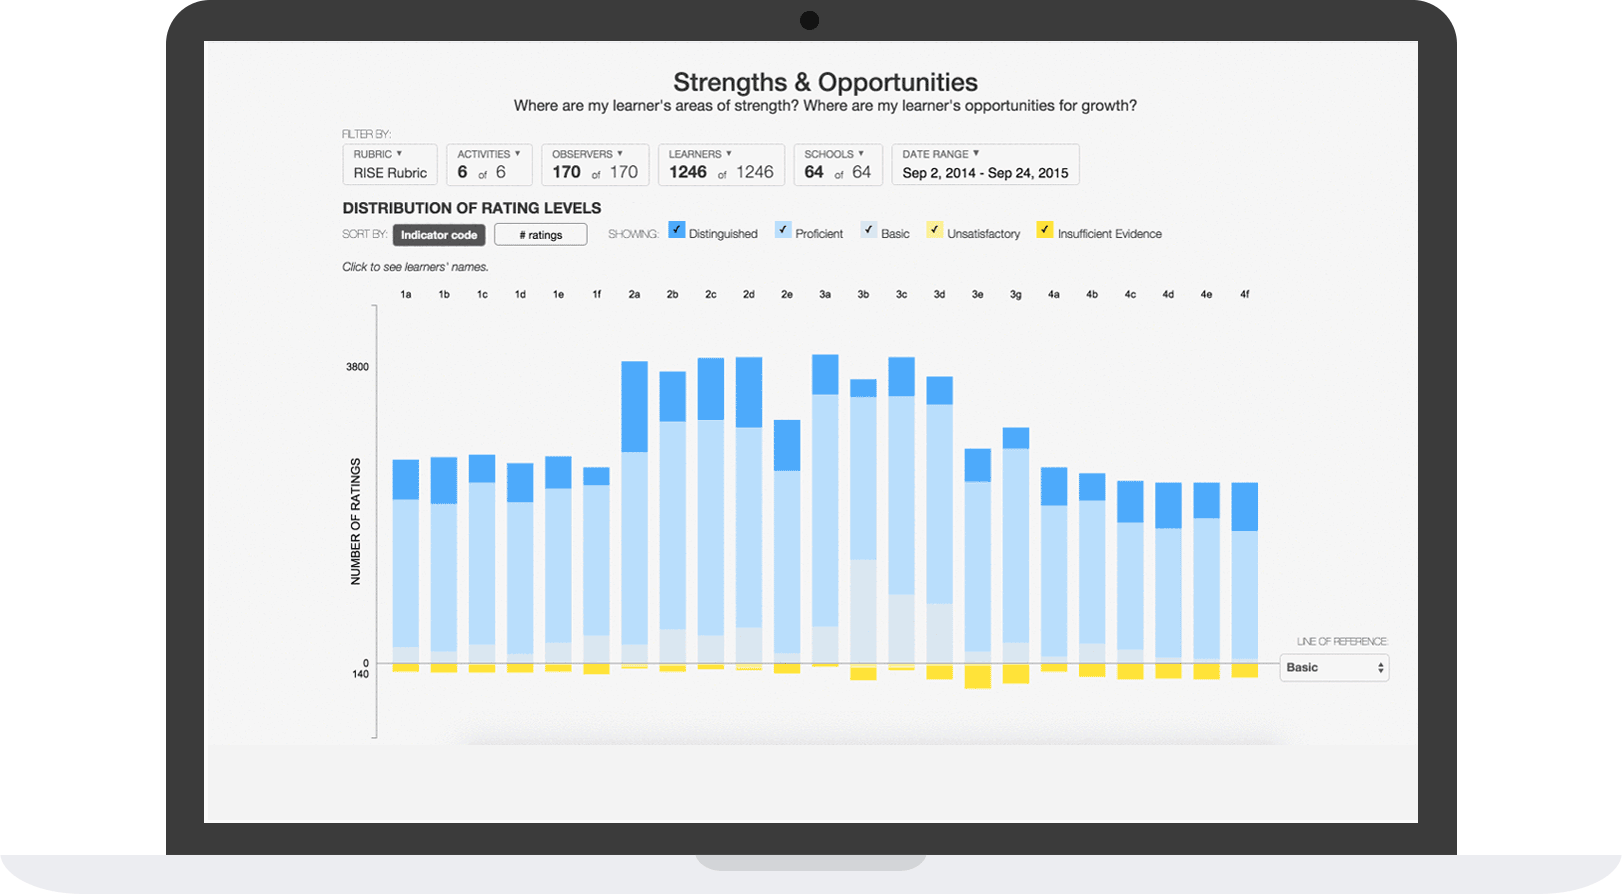 Strengths & Opportunities
Where are my learner's areas of strength? Where are my learner's opportunities for growth?
FILTER BY:
RUBRIC ▼ ACTIVITIES ▼ OBSERVERS ▼ LEARNERS ▼ SCHOOLS ▼ DATE RANGE ▼
RISE Rubric 6 of 6 170 of 170 1246 of 1246 64 of 64 Sep 2, 2014 - Sep 24, 2015
DISTRIBUTION OF RATING LEVELS
SORT BY: Indicator code # ratings SHOWING: ✓ Distinguished ✓ Proficient ✓ Basic ✓ Unsatisfactory ✓ Insufficient Evidence
Click to see learners' names.
1a 1b 1c 1d 1e 1f 2a 2b 2c 2d 2e 3a 3b 3c 3d 3e 3g 4a 4b 4c 4d 4e 4f
3800
NUMBER OF RATINGS
0
140
LINE OF REFERENCE:
Basic